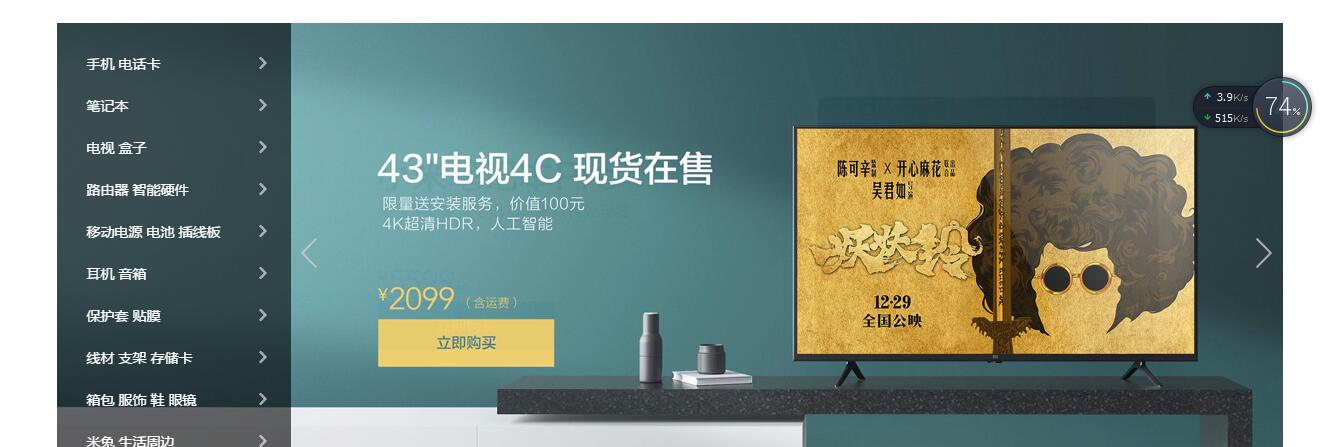 手机 电话卡
笔记本
电视 盒子
路由器 智能硬件
移动电源 电池 插线板
耳机 音箱
保护套 贴膜
线材 支架 存储卡
箱包 服饰 鞋 眼镜
米兔 生活周边
43"电视4C 现货在售
限量送安装服务，价值100元
4K超清HDR，人工智能
¥2099（含运费）
立即购买
陈可辛监制 X 开心麻花联合出品
吴君如
妖妖铃
12·29
全国公映
3.9K/s
515K/s
74%